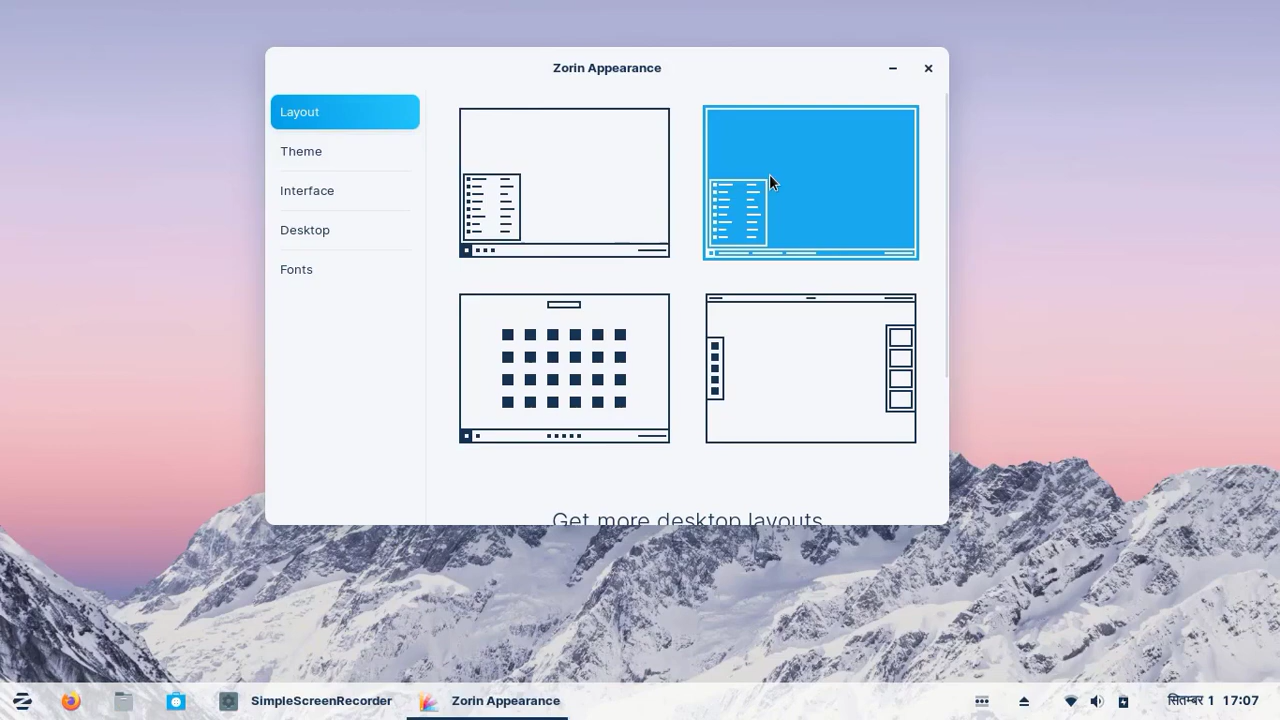 Zorin Appearance
Layout
Theme
Interface
Desktop
Fonts
Get more desktop layouts
SimpleScreenRecorder
Zorin Appearance
सितम्बर 1 17:07